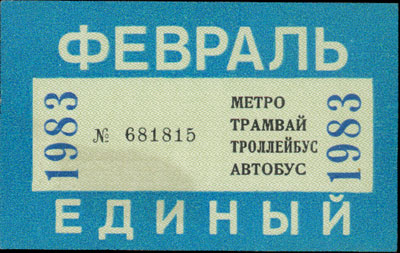 ФЕВРАЛЬ
1983
№ 681815
МЕТРО
ТРАМВАЙ
ТРОЛЛЕЙБУС
АВТОБУС
1983
ЕДИНЫЙ